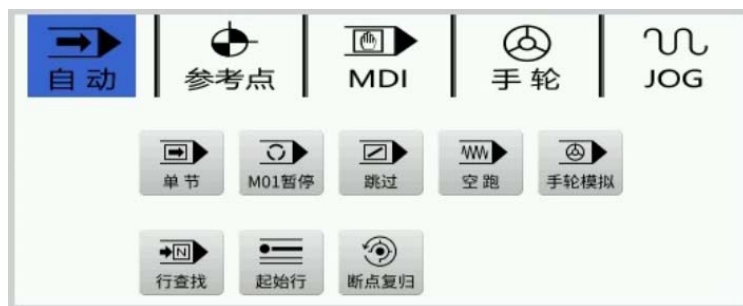 自动
参考点
MDI
手轮
JOG
单节
M01暂停
跳过
空跑
手轮模拟
N
行查找
起始行
断点复归